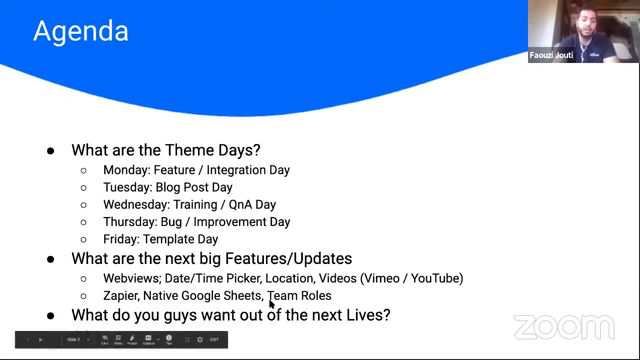 Agenda
Faouzi Jouti
What are the Theme Days?
Monday: Feature / Integration Day
Tuesday: Blog Post Day
Wednesday: Training / QnA Day
Thursday: Bug / Improvement Day
Friday: Template Day
What are the next big Features/Updates
Webviews; Date/Time Picker, Location, Videos (Vimeo / YouTube)
Zapier, Native Google Sheets, Team Roles
What do you guys want out of the next Lives?
Slide 2
EXIT
zoom